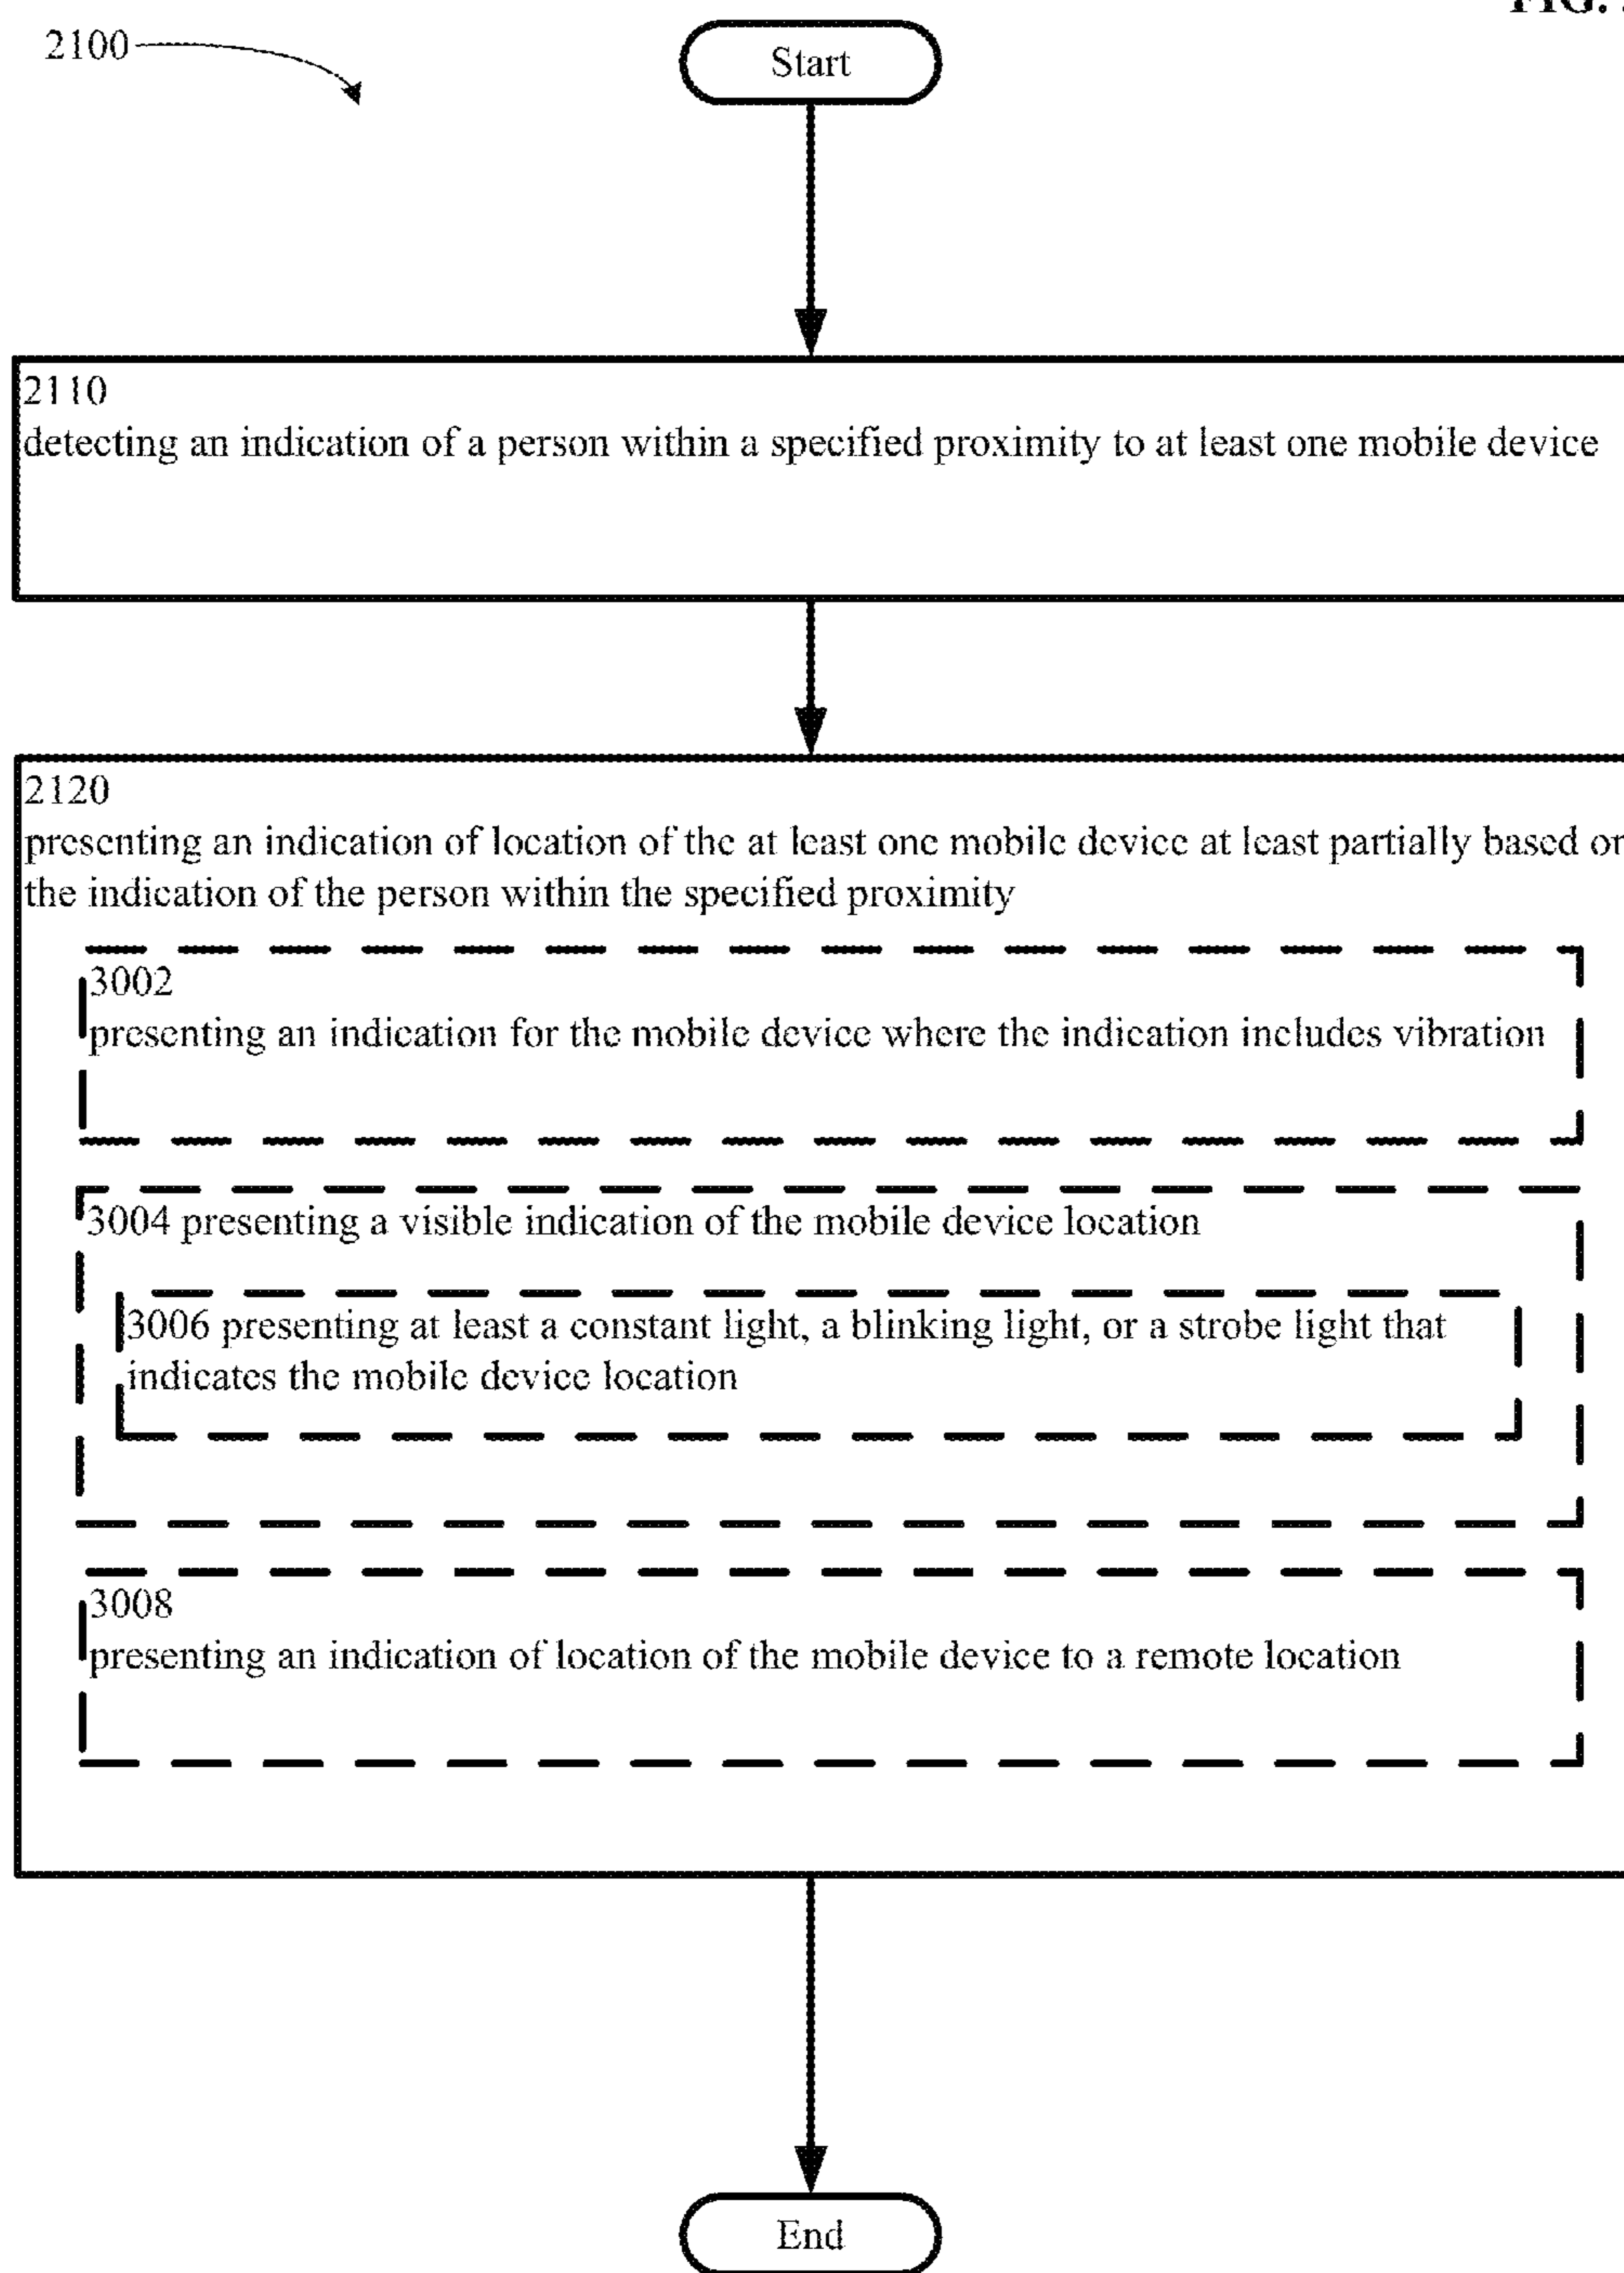 FIG.
2100
Start
2110
detecting an indication of a person within a specified proximity to at least one mobile device
2120
presenting an indication of location of the at least one mobile device at least partially based on
the indication of the person within the specified proximity
3002
presenting an indication for the mobile device where the indication includes vibration
3004 presenting a visible indication of the mobile device location
3006 presenting at least a constant light, a blinking light, or a strobe light that
indicates the mobile device location
3008
presenting an indication of location of the mobile device to a remote location
End